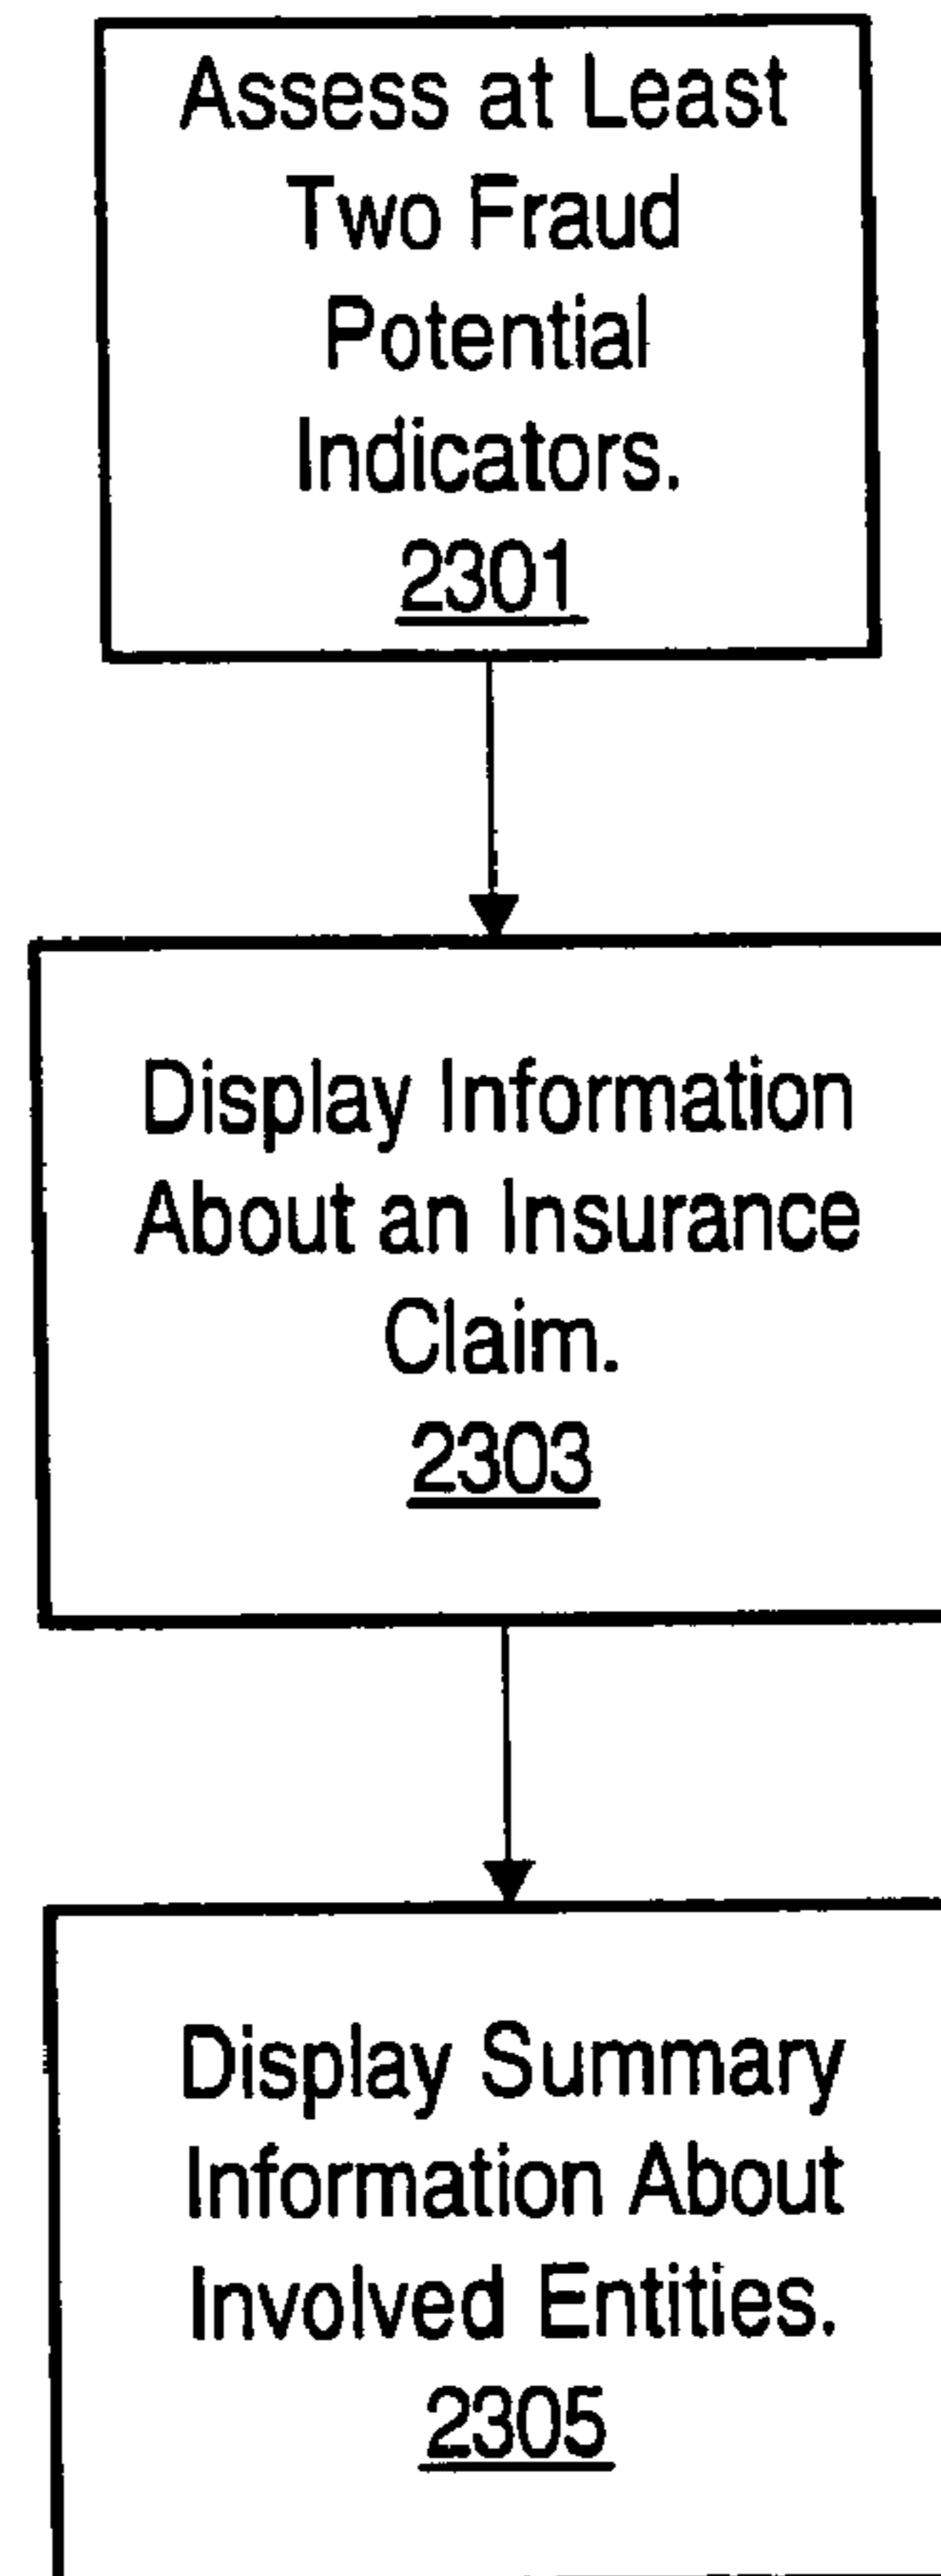 Assess at Least
Two Fraud
Potential
Indicators.
2301
Display Information
About an Insurance
Claim.
2303
Display Summary
Information About
Involved Entities.
2305